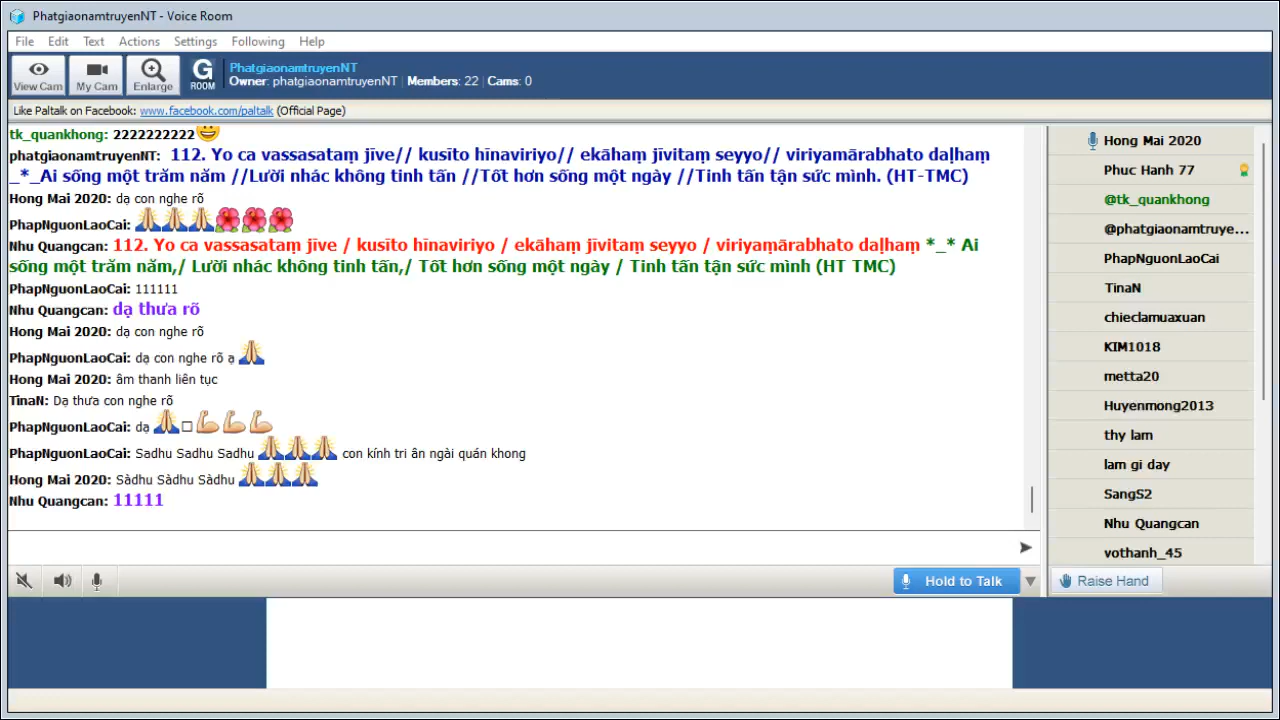 PhatgiaonamtruyenNT - Voice Room
File Edit Text Actions Settings Following Help
View Cam My Cam Enlarge G ROOM
PhatgiaonamtruyenNT
Owner: phatgiaonamtruyenNT | Members: 22 | Cams: 0
Like Paltalk on Facebook: www.facebook.com/paltalk (Official Page)
tk_quankhong: 2222222222
phatgiaonamtruyenNT: 112. Yo ca vassasataṃ jīve// kusīto hīnaviriyo// ekāhaṃ jīvitaṃ seyyo// viriyamārabhato daḷhaṃ
_*_Ai sống một trăm năm //Lười nhác không tinh tấn //Tốt hơn sống một ngày //Tinh tấn tận sức mình. (HT-TMC)
Hong Mai 2020: dạ con nghe rõ
PhapNguonLaoCai:
Nhu Quangcan: 112. Yo ca vassasataṃ jīve / kusīto hīnaviriyo / ekāhaṃ jīvitaṃ seyyo / viriyaṃārabhato daḷhaṃ *_* Ai
sống một trăm năm,/ Lười nhác không tinh tấn,/ Tốt hơn sống một ngày / Tinh tấn tận sức mình (HT TMC)
PhapNguonLaoCai: 111111
Nhu Quangcan: dạ thưa rõ
Hong Mai 2020: dạ con nghe rõ
PhapNguonLaoCai: dạ con nghe rõ ạ
Hong Mai 2020: âm thanh liên tục
TinaN: Dạ thưa con nghe rõ
PhapNguonLaoCai: dạ
PhapNguonLaoCai: Sadhu Sadhu Sadhu con kính tri ân ngài quán khong
Hong Mai 2020: Sàdhu Sàdhu Sàdhu
Nhu Quangcan: 11111
Hold to Talk
Hong Mai 2020
Phuc Hanh 77
@tk_quankhong
@phatgiaonamtruye...
PhapNguonLaoCai
TinaN
chieclamuaxuan
KIM1018
metta20
Huyenmong2013
thy lam
lam gi day
SangS2
Nhu Quangcan
vothanh_45
Raise Hand